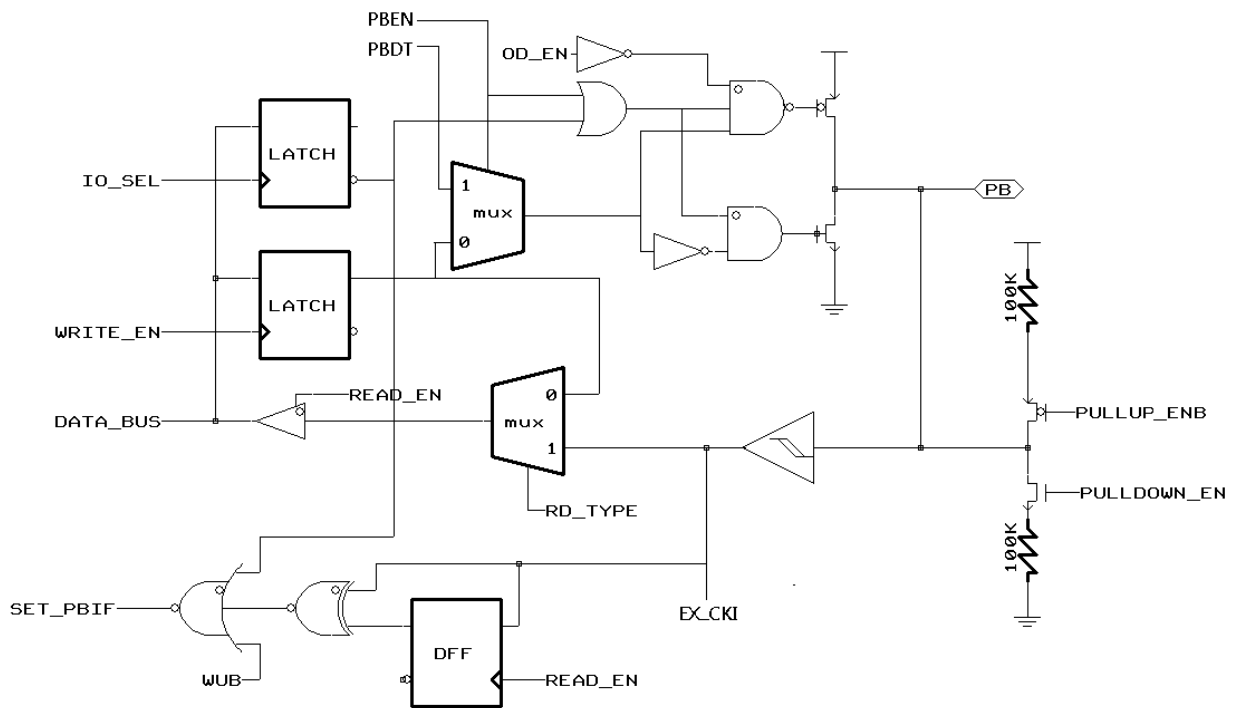 PBEN
PBDT
OD_EN
LATCH
IO_SEL
1
mux
0
PB
LATCH
WRITE_EN
100K
READ_EN
0
mux
1
DATA_BUS
PULLUP_ENB
PULLDOWN_EN
RD_TYPE
100K
SET_PBIF
EX_CKI
DFF
WUB
READ_EN